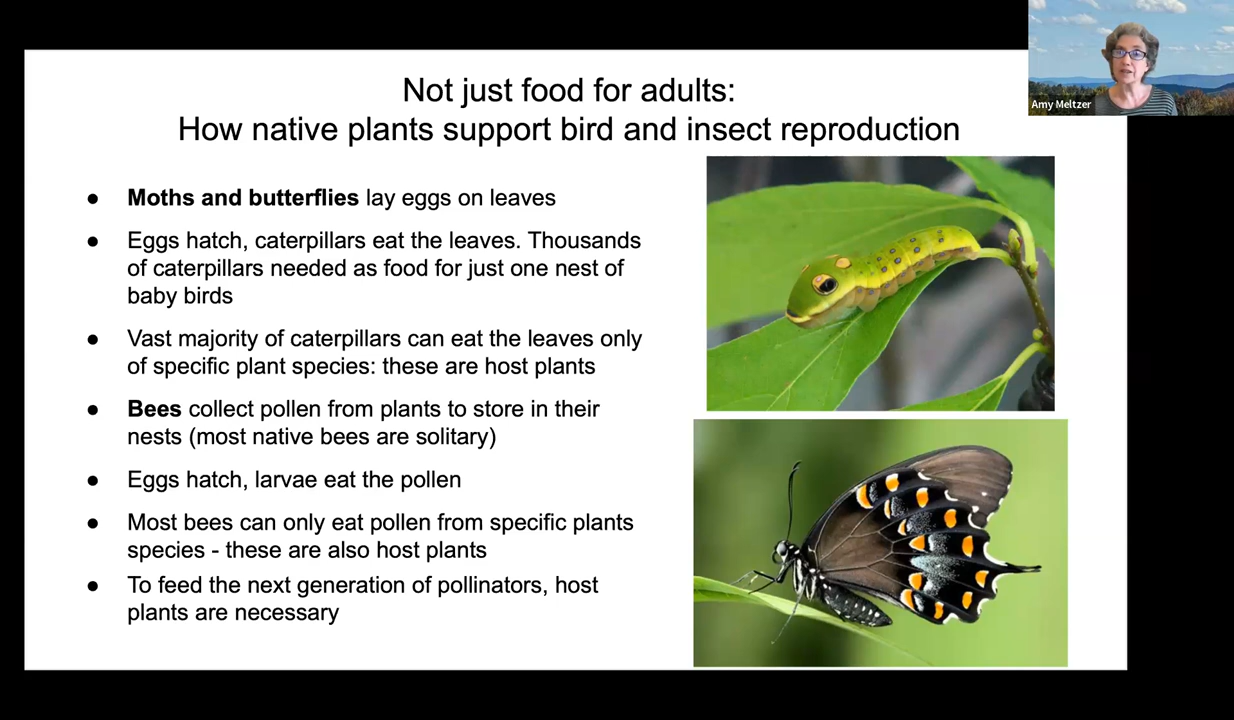 Not just food for adults:
How native plants support bird and insect reproduction
Amy Meltzer
● Moths and butterflies lay eggs on leaves
● Eggs hatch, caterpillars eat the leaves. Thousands
of caterpillars needed as food for just one nest of
baby birds
● Vast majority of caterpillars can eat the leaves only
of specific plant species: these are host plants
● Bees collect pollen from plants to store in their
nests (most native bees are solitary)
● Eggs hatch, larvae eat the pollen
● Most bees can only eat pollen from specific plants
species - these are also host plants
● To feed the next generation of pollinators, host
plants are necessary